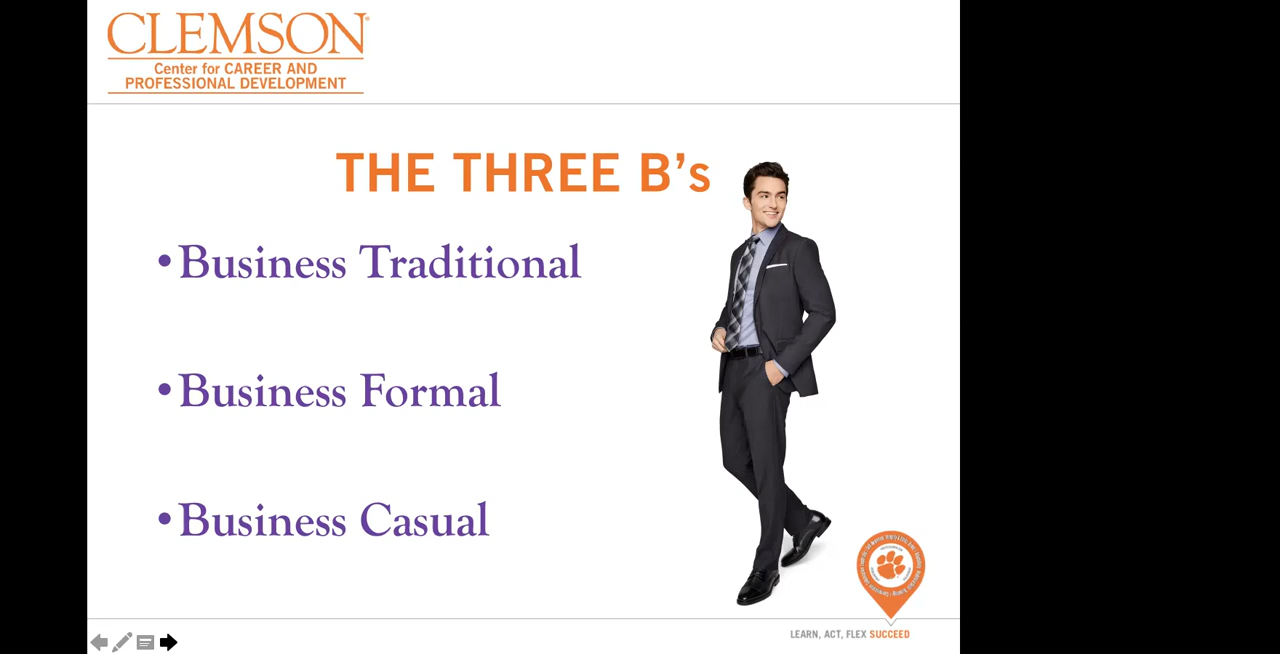 CLEMSON®
Center for CAREER AND
PROFESSIONAL DEVELOPMENT
THE THREE B’s
•Business Traditional
•Business Formal
•Business Casual
LEARN, ACT, FLEX SUCCEED